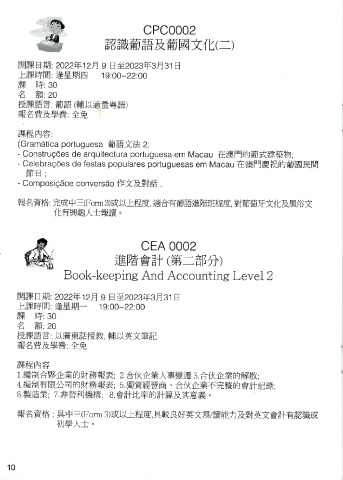 CPC0002
認識葡語及葡國文化(二)
開課日期: 2022年12月 9 日至2023年3月31日
上課時間: 逢星期四 19:00~22:00
課 時: 30
名 額: 20
授課語言: 葡語 (輔以適量粵語)
報名費及學費: 全免
課程內容:
(Gramática portuguesa 葡語文法 2;
- Construções de arquitectura portuguesa em Macau 在澳門的葡式建築物;
- Celebrações de festas populares portuguesas em Macau 在澳門慶祝的葡國民間
節日 ;
- Composiçãoe conversão 作文及對話 .
報名資格: 完成中三(Form 3)或以上程度, 適合有葡語進階班程度, 對葡萄牙文化及風俗文
化有興趣人士報讀。
CEA 0002
進階會計 (第二部分)
Book-keeping And Accounting Level 2
開課日期: 2022年12月 9 日至2023年3月31日
上課時間: 逢星期一 19:00~22:00
課 時: 30
名 額: 20
授課語言: 以廣東話授教, 輔以英文筆記
報名費及學費: 全免
課程內容
1.編制合夥企業的財務報表; 2.合伙企業人事變遷 3.合伙企業的解散;
4.編制有限公司的財務報表; 5.獨資經營商、合伙企業不完整的會計紀錄;
6.製造業; 7.非營利機構; 8.會計比率的計算及其意義。
報名資格 : 具中三(Form 3)或以上程度, 具較良好英文寫/讀能力及對英文會計有認識或
初學人士。
10